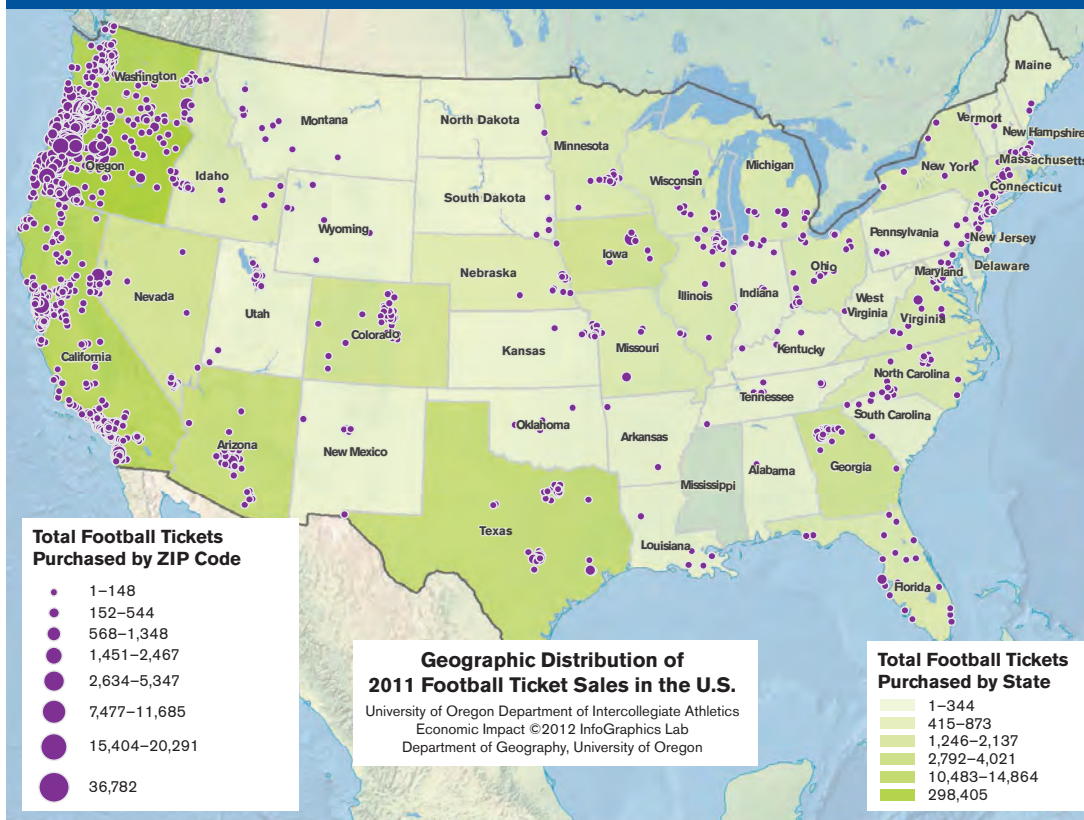 Maine
Washington
Vermont
Montana
North Dakota
New Hampshire
Minnesota
Massachusetts
Oregon
Michigan
New York
Idaho
Wisconsin
Connecticut
South Dakota
Wyoming
Pennsylvania
New Jersey
Iowa
Ohio
Delaware
Nebraska
Maryland
Nevada
Illinois
Indiana
West
Virginia
Utah
Virginia
Colorado
California
Kansas
Missouri
Kentucky
North Carolina
Tennessee
South Carolina
Oklahoma
Arizona
Arkansas
New Mexico
Georgia
Alabama
Mississippi
Texas
Louisiana
Florida
Total Football Tickets
Purchased by ZIP Code
1–148
152–544
568–1,348
1,451–2,467
2,634–5,347
7,477–11,685
15,404–20,291
36,782
Geographic Distribution of
2011 Football Ticket Sales in the U.S.
University of Oregon Department of Intercollegiate Athletics
Economic Impact ©2012 InfoGraphics Lab
Department of Geography, University of Oregon
Total Football Tickets
Purchased by State
1–344
415–873
1,246–2,137
2,792–4,021
10,483–14,864
298,405